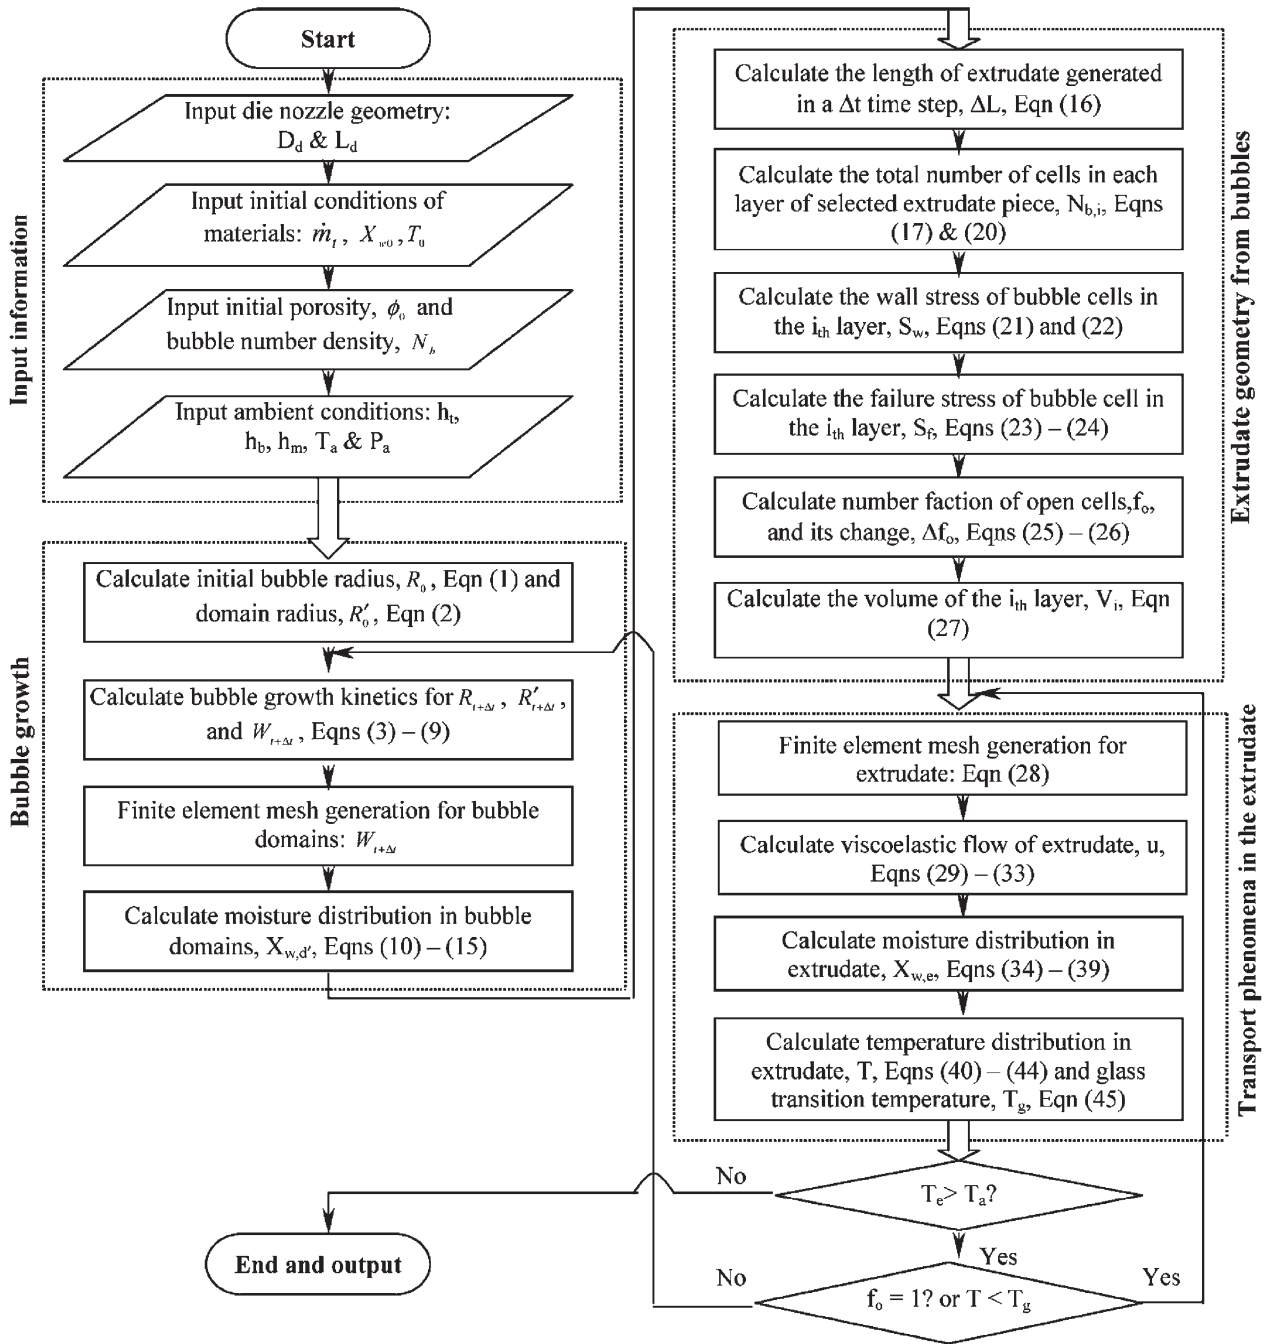 Start
Input information
Input die nozzle geometry:
D_d & L_d
Input initial conditions of
materials: ṁ_f , X_w0 , T_0
Input initial porosity, ϕ_o and
bubble number density, N_b
Input ambient conditions: h_t,
h_b, h_m, T_a & P_a
Bubble growth
Calculate initial bubble radius, R_0 , Eqn (1) and
domain radius, R′_0 , Eqn (2)
Calculate bubble growth kinetics for R_t+Δt , R′_t+Δt ,
and W_t+Δt , Eqns (3) – (9)
Finite element mesh generation for bubble
domains: W_t+Δt
Calculate moisture distribution in bubble
domains, X_w,d′, Eqns (10) – (15)
Extrudate geometry from bubbles
Calculate the length of extrudate generated
in a Δt time step, ΔL, Eqn (16)
Calculate the total number of cells in each
layer of selected extrudate piece, N_b,i, Eqns
(17) & (20)
Calculate the wall stress of bubble cells in
the i_th layer, S_w, Eqns (21) and (22)
Calculate the failure stress of bubble cell in
the i_th layer, S_f, Eqns (23) – (24)
Calculate number faction of open cells,f_o,
and its change, Δf_o, Eqns (25) – (26)
Calculate the volume of the i_th layer, V_i, Eqn
(27)
Transport phenomena in the extrudate
Finite element mesh generation for
extrudate: Eqn (28)
Calculate viscoelastic flow of extrudate, u,
Eqns (29) – (33)
Calculate moisture distribution in
extrudate, X_w,e, Eqns (34) – (39)
Calculate temperature distribution in
extrudate, T, Eqns (40) – (44) and glass
transition temperature, T_g, Eqn (45)
No
T_e> T_a?
Yes
No
f_o = 1? or T < T_g
Yes
End and output